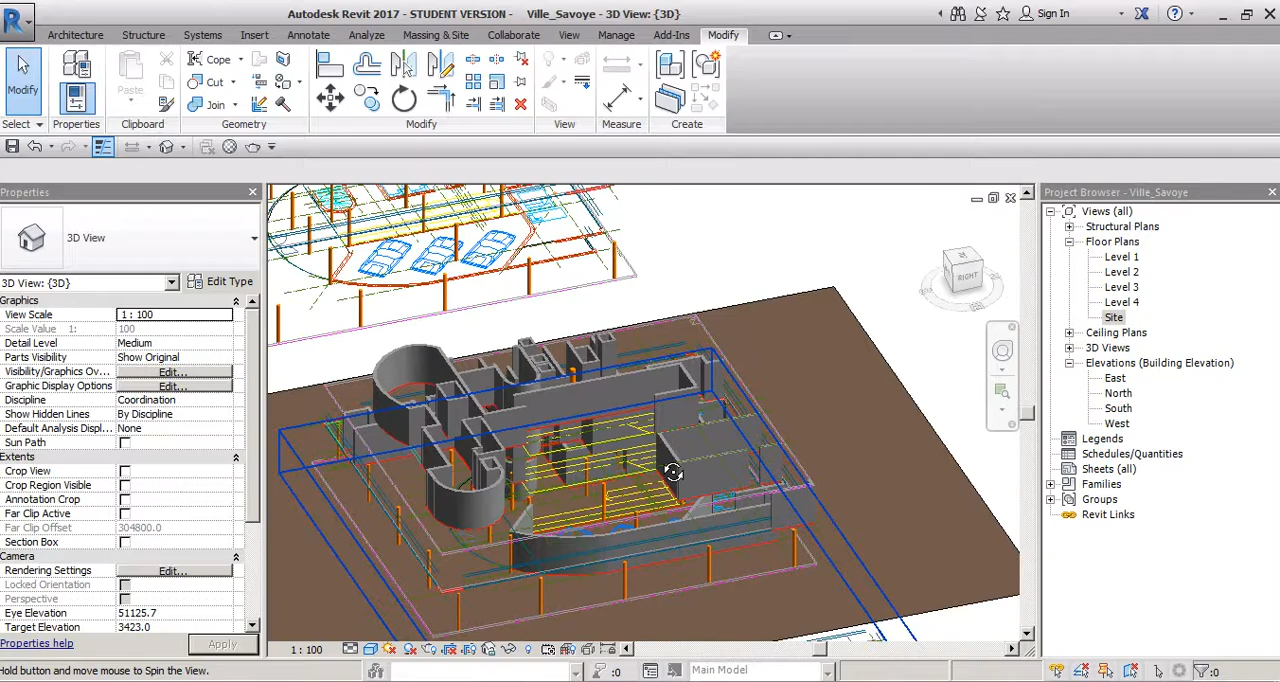 Autodesk Revit 2017 - STUDENT VERSION - Ville_Savoye - 3D View: {3D}
Sign In
Architecture Structure Systems Insert Annotate Analyze Massing & Site Collaborate View Manage Add-Ins Modify
Modify
Paste
Cope
Cut
Join
Select Properties Clipboard Geometry Modify View Measure Create
Properties
3D View
3D View: {3D} Edit Type
Graphics
View Scale 1 : 100
Scale Value 1: 100
Detail Level Medium
Parts Visibility Show Original
Visibility/Graphics Ov... Edit...
Graphic Display Options Edit...
Discipline Coordination
Show Hidden Lines By Discipline
Default Analysis Displ... None
Sun Path
Extents
Crop View
Crop Region Visible
Annotation Crop
Far Clip Active
Far Clip Offset 304800.0
Section Box
Camera
Rendering Settings Edit...
Locked Orientation
Perspective
Eye Elevation 51125.7
Target Elevation 3423.0
Properties help Apply
RIGHT
1 : 100
Project Browser - Ville_Savoye
Views (all)
Structural Plans
Floor Plans
Level 1
Level 2
Level 3
Level 4
Site
Ceiling Plans
3D Views
Elevations (Building Elevation)
East
North
South
West
Legends
Schedules/Quantities
Sheets (all)
Families
Groups
Revit Links
Hold button and move mouse to Spin the View.
:0
Main Model
:0